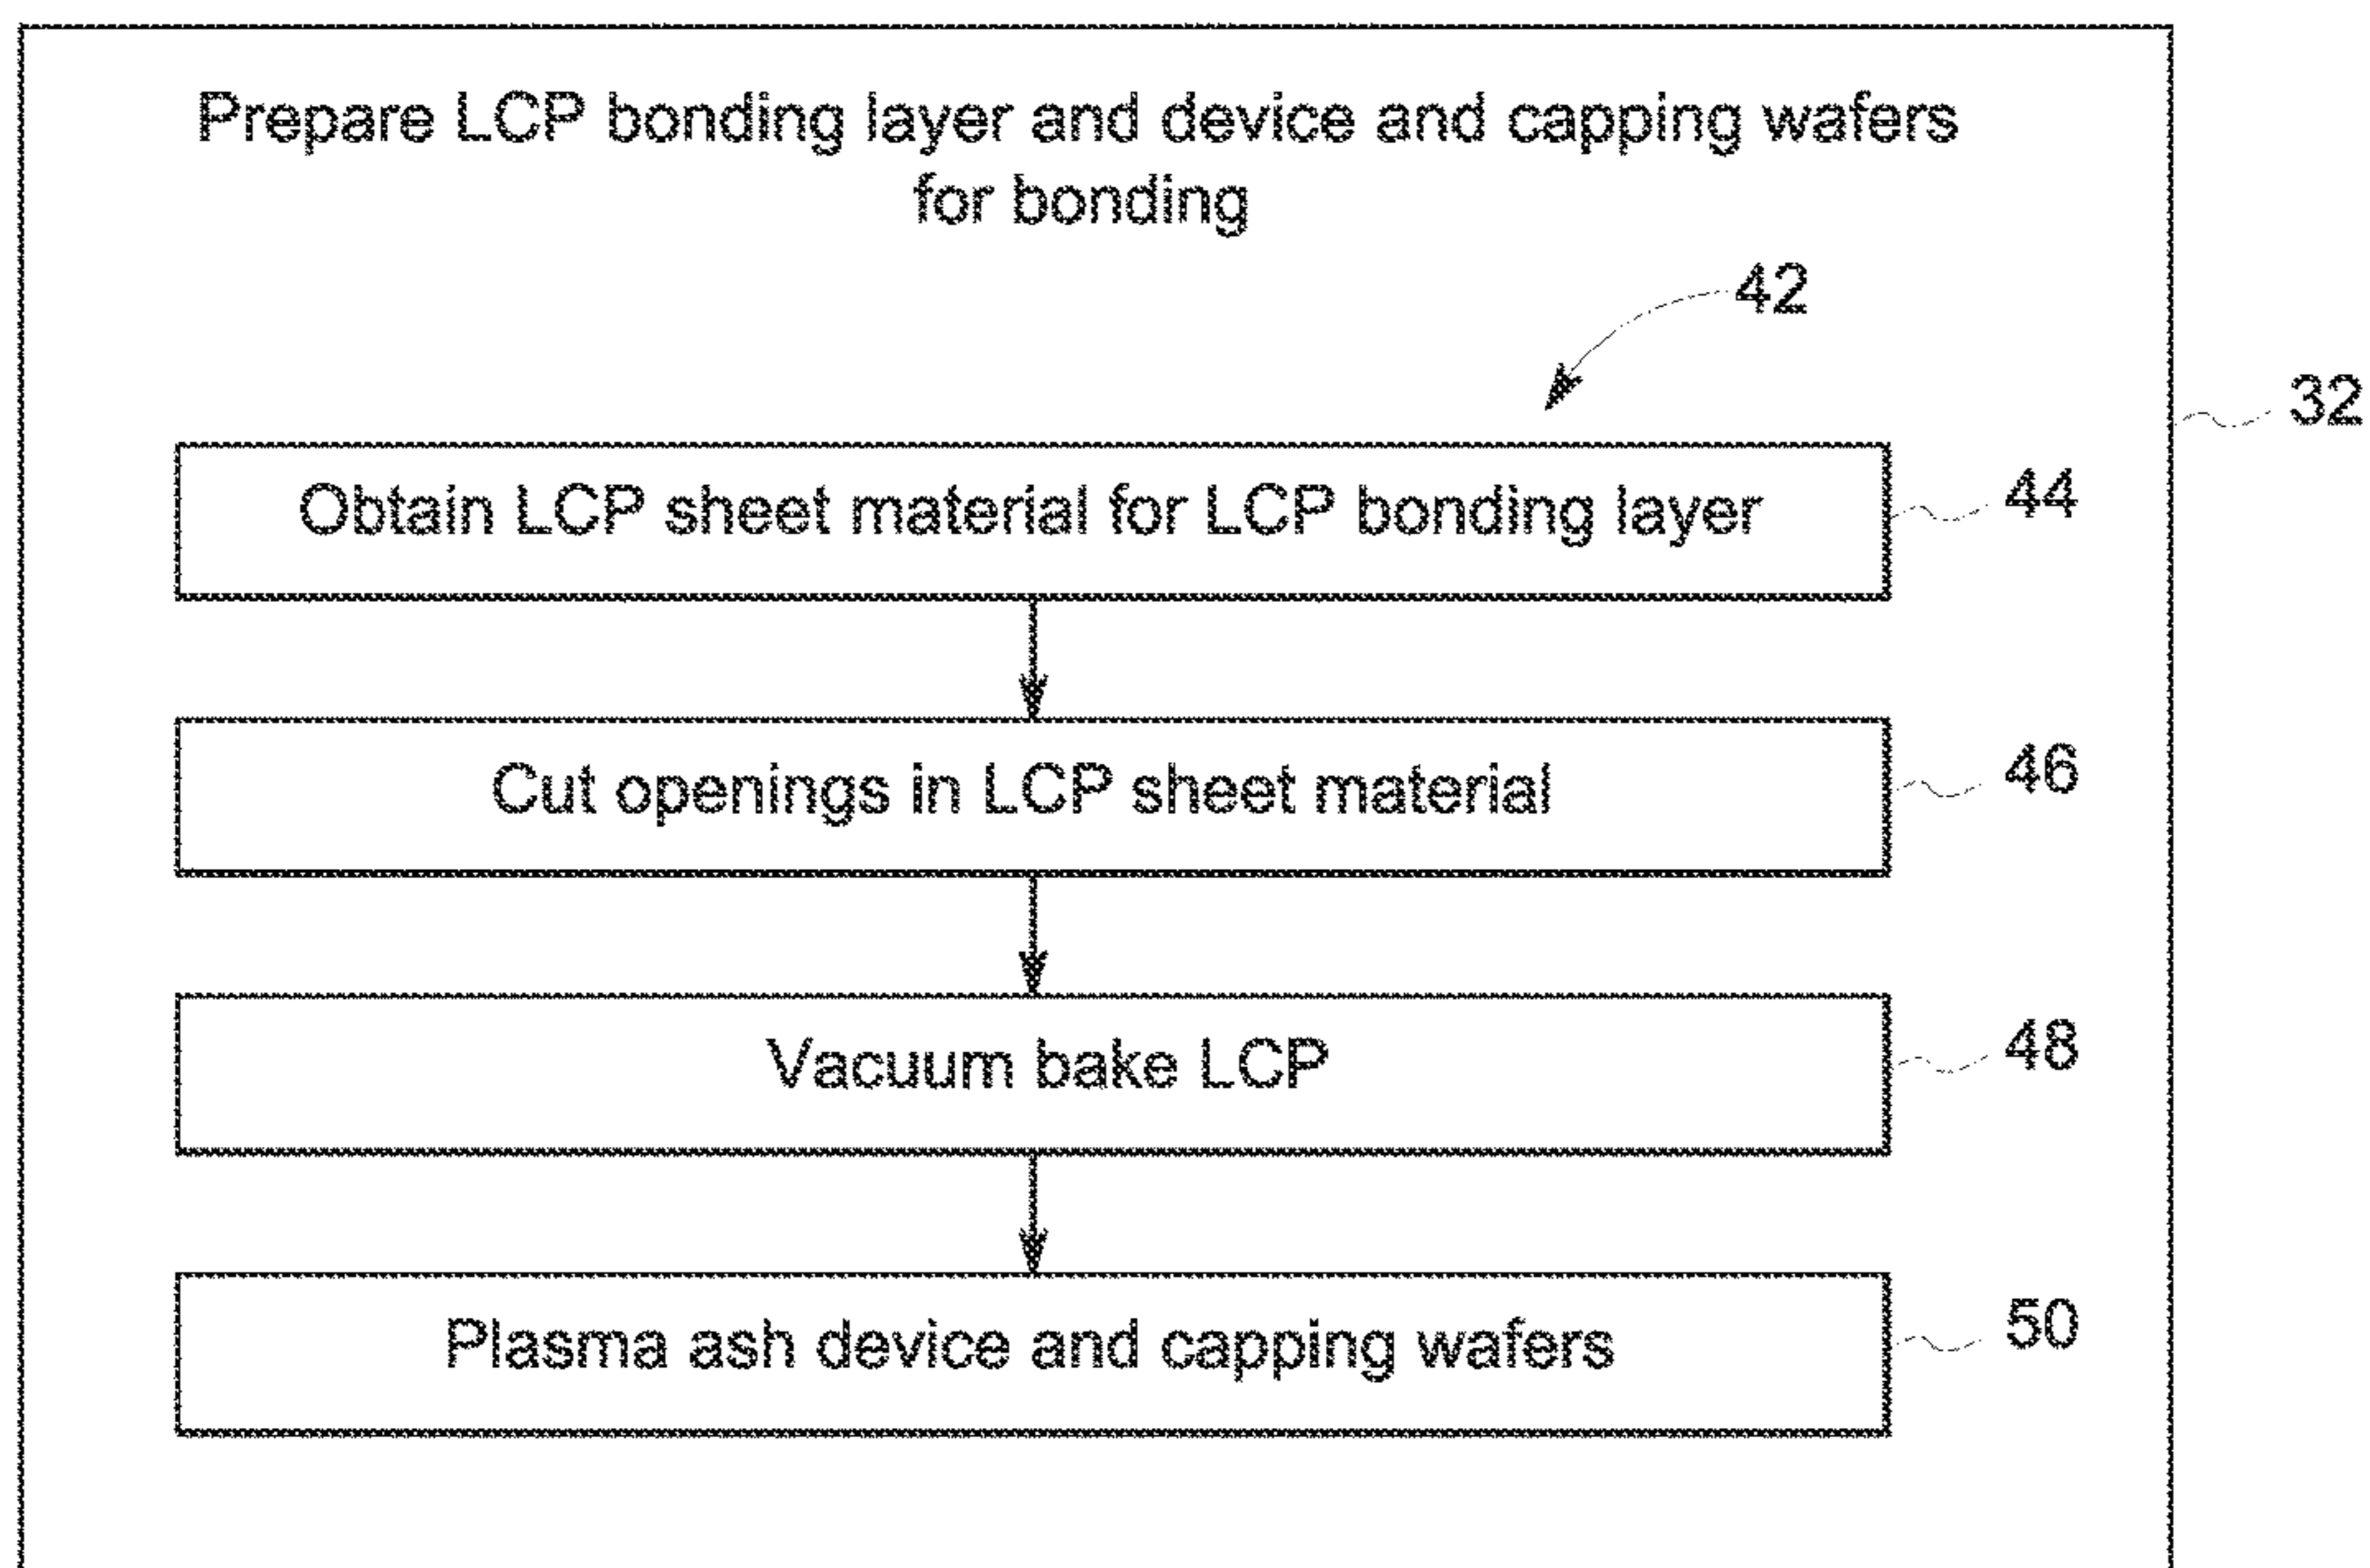 Prepare LCP bonding layer and device and capping wafers
for bonding
42
32
Obtain LCP sheet material for LCP bonding layer
44
Cut openings in LCP sheet material
46
Vacuum bake LCP
48
Plasma ash device and capping wafers
50